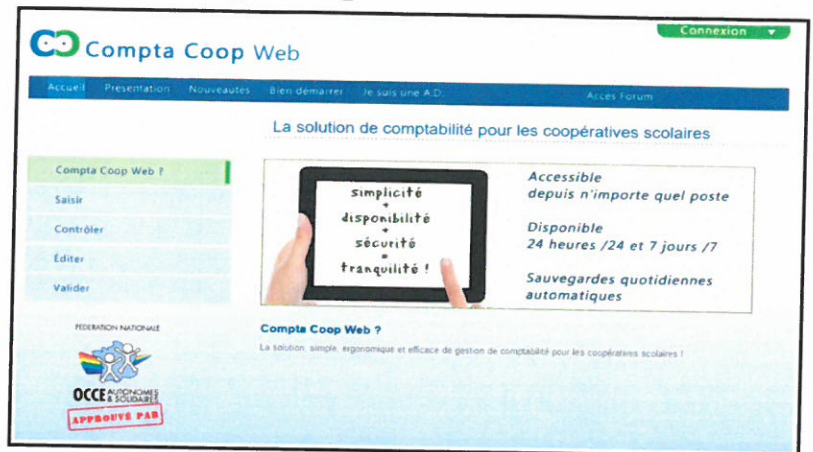 Compta Coop Web
Connexion
Accueil Presentation Nouveautés Bien démarrer Je suis une A.D. Acces Forum
La solution de comptabilité pour les coopératives scolaires
Compta Coop Web ?
Saisir
Contrôler
Éditer
Valider
simplicité
+
disponibilité
+
sécurité
=
tranquilité !
Accessible
depuis n'importe quel poste
Disponible
24 heures /24 et 7 jours /7
Sauvegardes quotidiennes
automatiques
FEDERATION NATIONALE
OCCE AUTONOMES
& SOLIDAIRES
APPROUVÉ PAR
Compta Coop Web ?
La solution, simple, ergonomique et efficace de gestion de comptabilité pour les coopératives scolaires !